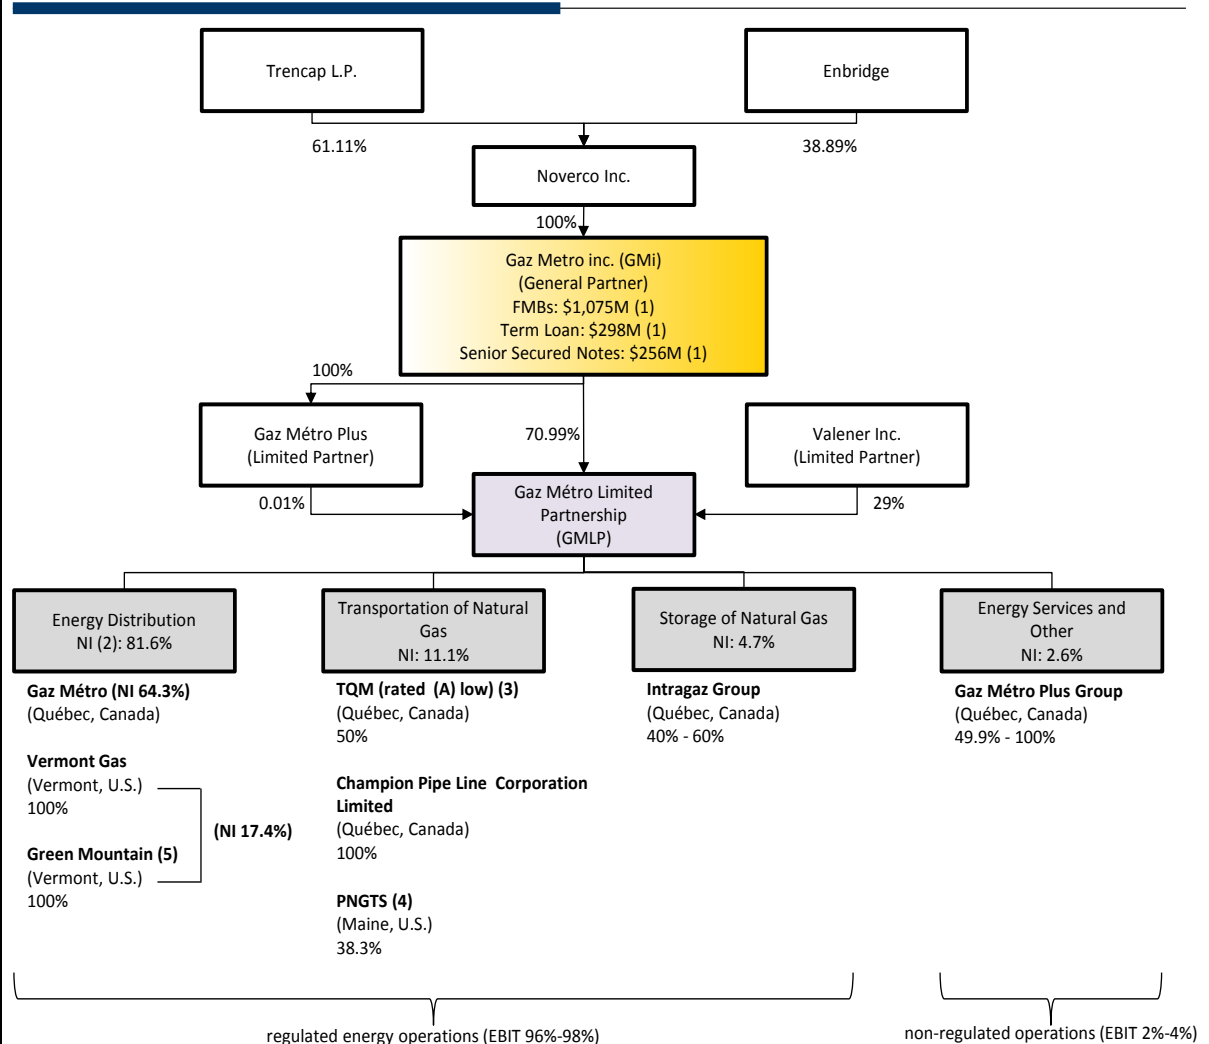 Trencap L.P.
Enbridge
61.11%
38.89%
Noverco Inc.
100%
Gaz Metro inc. (GMi)
(General Partner)
FMBs: $1,075M (1)
Term Loan: $298M (1)
Senior Secured Notes: $256M (1)
100%
Gaz Métro Plus
(Limited Partner)
70.99%
Valener Inc.
(Limited Partner)
0.01%
Gaz Métro Limited
Partnership
(GMLP)
29%
Energy Distribution
NI (2): 81.6%
Transportation of Natural
Gas
NI: 11.1%
Storage of Natural Gas
NI: 4.7%
Energy Services and
Other
NI: 2.6%
Gaz Métro (NI 64.3%)
(Québec, Canada)
Vermont Gas
(Vermont, U.S.)
100%
(NI 17.4%)
Green Mountain (5)
(Vermont, U.S.)
100%
TQM (rated (A) low) (3)
(Québec, Canada)
50%
Champion Pipe Line Corporation
Limited
(Québec, Canada)
100%
PNGTS (4)
(Maine, U.S.)
38.3%
Intragaz Group
(Québec, Canada)
40% - 60%
Gaz Métro Plus Group
(Québec, Canada)
49.9% - 100%
regulated energy operations (EBIT 96%-98%)
non-regulated operations (EBIT 2%-4%)